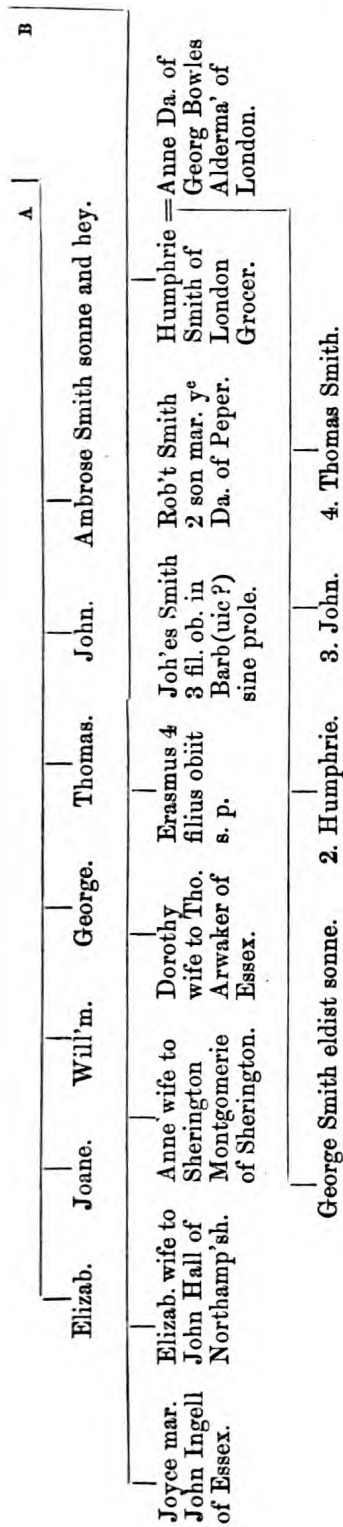 A
B
Elizab. Joane. Will'm. George. Thomas. John. Ambrose Smith sonne and hey.
Joyce mar.
John Ingell
of Essex.
Elizab. wife to
John Hall of
Northamp'sh.
Anne wife to
Sherington
Montgomerie
of Sherington.
Dorothy
wife to Tho.
Arwaker of
Essex.
Erasmus 4
filius obiit
s. p.
Joh'es Smith
3 fil. ob. in
Barb(uic?)
sine prole.
Rob't Smith
2 son mar. yᵉ
Da. of Peper.
Humphrie
Smith of
London
Grocer.
=Anne Da. of
Georg Bowles
Alderma' of
London.
George Smith eldist sonne. 2. Humphrie. 3. John. 4. Thomas Smith.